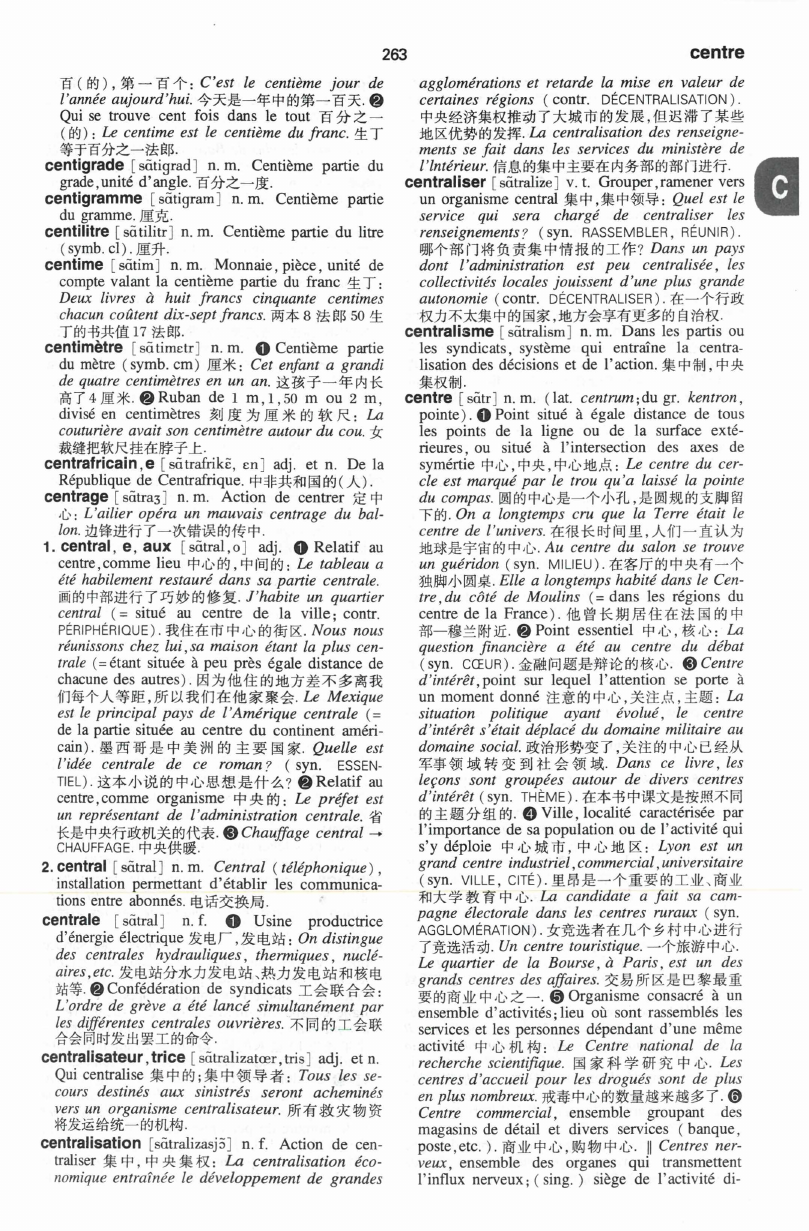 263
centre
百(的),第一百个: C'est le centième jour de
l'année aujourd'hui. 今天是一年中的第一百天. ❷
Qui se trouve cent fois dans le tout 百分之一
(的): Le centime est le centième du franc. 生丁
等于百分之一法郎.
centigrade [sɑ̃tigrad] n. m. Centième partie du
grade, unité d'angle. 百分之一度.
centigramme [sɑ̃tigram] n. m. Centième partie
du gramme. 厘克.
centilitre [sɑ̃tilitr] n. m. Centième partie du litre
(symb. cl). 厘升.
centime [sɑ̃tim] n. m. Monnaie, pièce, unité de
compte valant la centième partie du franc 生丁:
Deux livres à huit francs cinquante centimes
chacun coûtent dix-sept francs. 两本 8 法郎 50 生
丁的书共值 17 法郎.
centimètre [sɑ̃timɛtr] n. m. ❶ Centième partie
du mètre (symb. cm) 厘米: Cet enfant a grandi
de quatre centimètres en un an. 这孩子一年内长
高了 4 厘米. ❷ Ruban de 1 m, 1,50 m ou 2 m,
divisé en centimètres 刻度为厘米的软尺: La
couturière avait son centimètre autour du cou. 女
裁缝把软尺挂在脖子上.
centrafricain, e [sɑ̃trafrikɛ̃, ɛn] adj. et n. De la
République de Centrafrique. 中非共和国的(人).
centrage [sɑ̃traʒ] n. m. Action de centrer 定中
心: L'ailier opéra un mauvais centrage du bal-
lon. 边锋进行了一次错误的传中.
1. central, e, aux [sɑ̃tral, o] adj. ❶ Relatif au
centre, comme lieu 中心的,中间的: Le tableau a
été habilement restauré dans sa partie centrale.
画的中部进行了巧妙的修复. J'habite un quartier
central (= situé au centre de la ville; contr.
PÉRIPHÉRIQUE). 我住在市中心的街区. Nous nous
réunissons chez lui, sa maison étant la plus cen-
trale (= étant située à peu près égale distance de
chacune des autres). 因为他住的地方差不多离我
们每个人等距,所以我们在他家聚会. Le Mexique
est le principal pays de l'Amérique centrale (=
de la partie située au centre du continent améri-
cain). 墨西哥是中美洲的主要国家. Quelle est
l'idée centrale de ce roman? (syn. ESSEN-
TIEL). 这本小说的中心思想是什么? ❷ Relatif au
centre, comme organisme 中央的: Le préfet est
un représentant de l'administration centrale. 省
长是中央行政机关的代表. ❸ Chauffage central →
CHAUFFAGE. 中央供暖.
2. central [sɑ̃tral] n. m. Central (téléphonique),
installation permettant d'établir les communica-
tions entre abonnés. 电话交换局.
centrale [sɑ̃tral] n. f. ❶ Usine productrice
d'énergie électrique 发电厂,发电站: On distingue
des centrales hydrauliques, thermiques, nuclé-
aires, etc. 发电站分水力发电站、热力发电站和核电
站等. ❷ Confédération de syndicats 工会联合会:
L'ordre de grève a été lancé simultanément par
les différentes centrales ouvrières. 不同的工会联
合会同时发出罢工的命令.
centralisateur, trice [sɑ̃tralizatœr, tris] adj. et n.
Qui centralise 集中的;集中领导者: Tous les se-
cours destinés aux sinistrés seront acheminés
vers un organisme centralisateur. 所有救灾物资
将发运给统一的机构.
centralisation [sɑ̃tralizasjɔ̃] n. f. Action de cen-
traliser 集中,中央集权: La centralisation éco-
nomique entraînée le développement de grandes
agglomérations et retarde la mise en valeur de
certaines régions (contr. DÉCENTRALISATION).
中央经济集权推动了大城市的发展,但迟滞了某些
地区优势的发挥. La centralisation des renseigne-
ments se fait dans les services du ministère de
l'Intérieur. 信息的集中主要在内务部的部门进行.
centraliser [sɑ̃tralize] v. t. Grouper, ramener vers
un organisme central 集中,集中领导: Quel est le
service qui sera chargé de centraliser les
renseignements? (syn. RASSEMBLER, RÉUNIR).
哪个部门将负责集中情报的工作? Dans un pays
dont l'administration est peu centralisée, les
collectivités locales jouissent d'une plus grande
autonomie (contr. DÉCENTRALISER). 在一个行政
权力不太集中的国家,地方会享有更多的自治权.
centralisme [sɑ̃tralism] n. m. Dans les partis ou
les syndicats, système qui entraîne la centra-
lisation des décisions et de l'action. 集中制,中央
集权制.
centre [sɑ̃tr] n. m. (lat. centrum; du gr. kentron,
pointe). ❶ Point situé à égale distance de tous
les points de la ligne ou de la surface exté-
rieures, ou situé à l'intersection des axes de
symértie 中心,中央,中心地点: Le centre du cer-
cle est marqué par le trou qu'a laissé la pointe
du compas. 圆的中心是一个小孔,是圆规的支脚留
下的. On a longtemps cru que la Terre était le
centre de l'univers. 在很长时间里,人们一直认为
地球是宇宙的中心. Au centre du salon se trouve
un guéridon (syn. MILIEU). 在客厅的中央有一个
独脚小圆桌. Elle a longtemps habité dans le Cen-
tre, du côté de Moulins (= dans les régions du
centre de la France). 他曾长期居住在法国的中
部—穆兰附近. ❷ Point essentiel 中心,核心: La
question financière a été au centre du débat
(syn. CŒUR). 金融问题是辩论的核心. ❸ Centre
d'intérêt, point sur lequel l'attention se porte à
un moment donné 注意的中心,关注点,主题: La
situation politique ayant évolué, le centre
d'intérêt s'était déplacé du domaine militaire au
domaine social. 政治形势变了,关注的中心已经从
军事领域转变到社会领域. Dans ce livre, les
leçons sont groupées autour de divers centres
d'intérêt (syn. THÈME). 在本书中课文是按照不同
的主题分组的. ❹ Ville, localité caractérisée par
l'importance de sa population ou de l'activité qui
s'y déploie 中心城市,中心地区: Lyon est un
grand centre industriel, commercial, universitaire
(syn. VILLE, CITÉ). 里昂是一个重要的工业、商业
和大学教育中心. La candidate a fait sa cam-
pagne électorale dans les centres ruraux (syn.
AGGLOMÉRATION). 女竞选者在几个乡村中心进行
了竞选活动. Un centre touristique. 一个旅游中心.
Le quartier de la Bourse, à Paris, est un des
grands centres des affaires. 交易所区是巴黎最重
要的商业中心之一. ❺ Organisme consacré à un
ensemble d'activités; lieu où sont rassemblés les
services et les personnes dépendant d'une même
activité 中心机构: Le Centre national de la
recherche scientifique. 国家科学研究中心. Les
centres d'accueil pour les drogués sont de plus
en plus nombreux. 戒毒中心的数量越来越多了. ❻
Centre commercial, ensemble groupant des
magasins de détail et divers services (banque,
poste, etc.). 商业中心,购物中心. ‖ Centres ner-
veux, ensemble des organes qui transmettent
l'influx nerveux; (sing.) siège de l'activité di-
C